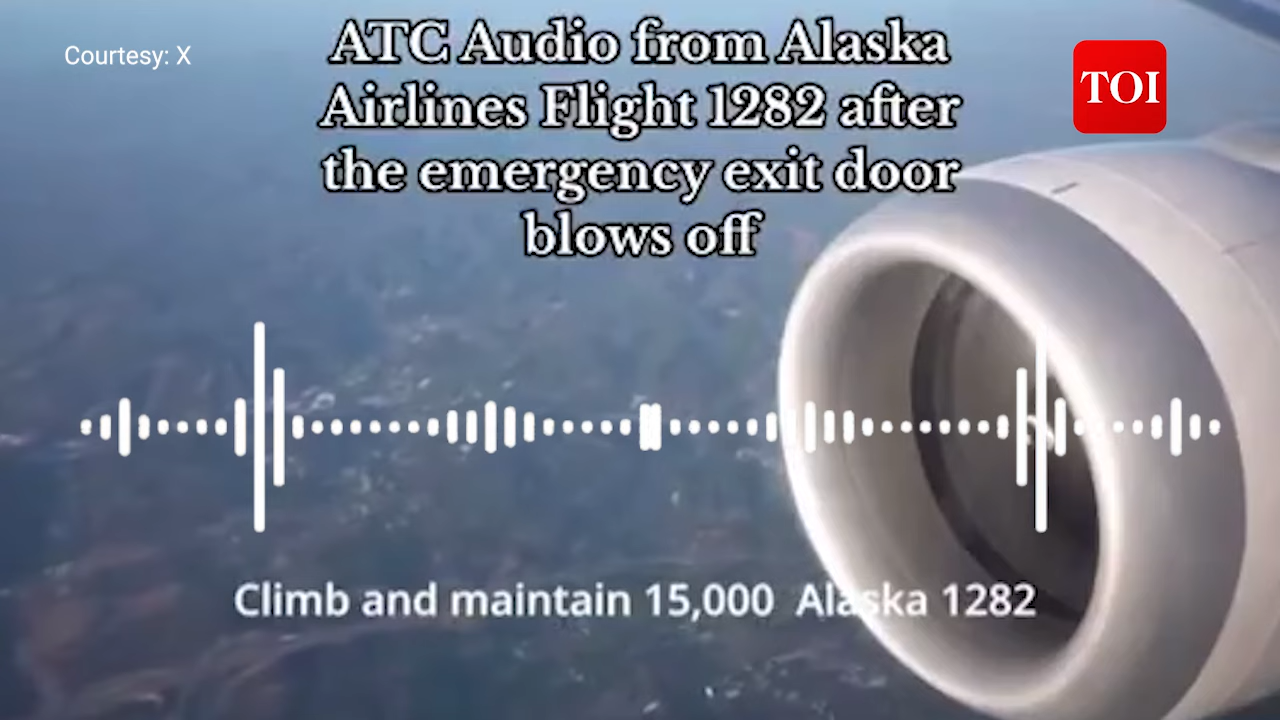 Courtesy: X
ATC Audio from Alaska
Airlines Flight 1282 after
the emergency exit door
blows off
TOI
Climb and maintain 15,000 Alaska 1282